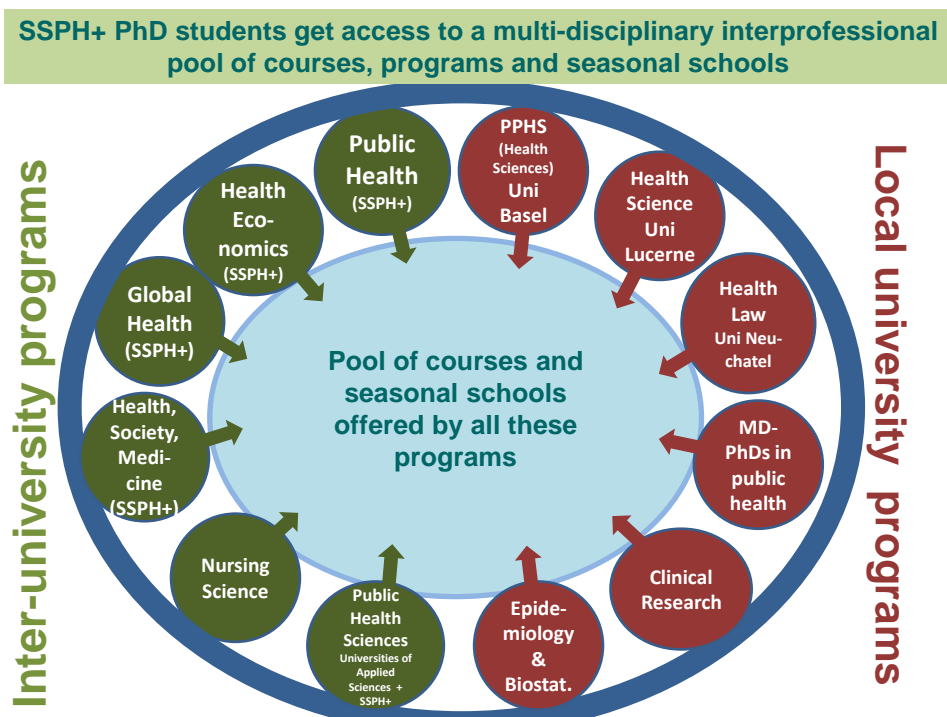 SSPH+ PhD students get access to a multi-disciplinary interprofessional
pool of courses, programs and seasonal schools
Inter-university programs
Public
Health
(SSPH+)
Health
Eco-
nomics
(SSPH+)
Global
Health
(SSPH+)
Health,
Society,
Medi-
cine
(SSPH+)
Nursing
Science
Public
Health
Sciences
Universities of
Applied
Sciences +
SSPH+
Pool of courses and
seasonal schools
offered by all these
programs
PPHS
(Health
Sciences)
Uni
Basel
Health
Science
Uni
Lucerne
Health
Law
Uni Neu-
chatel
MD-
PhDs in
public
health
Clinical
Research
Epide-
miology
&
Biostat.
Local university programs